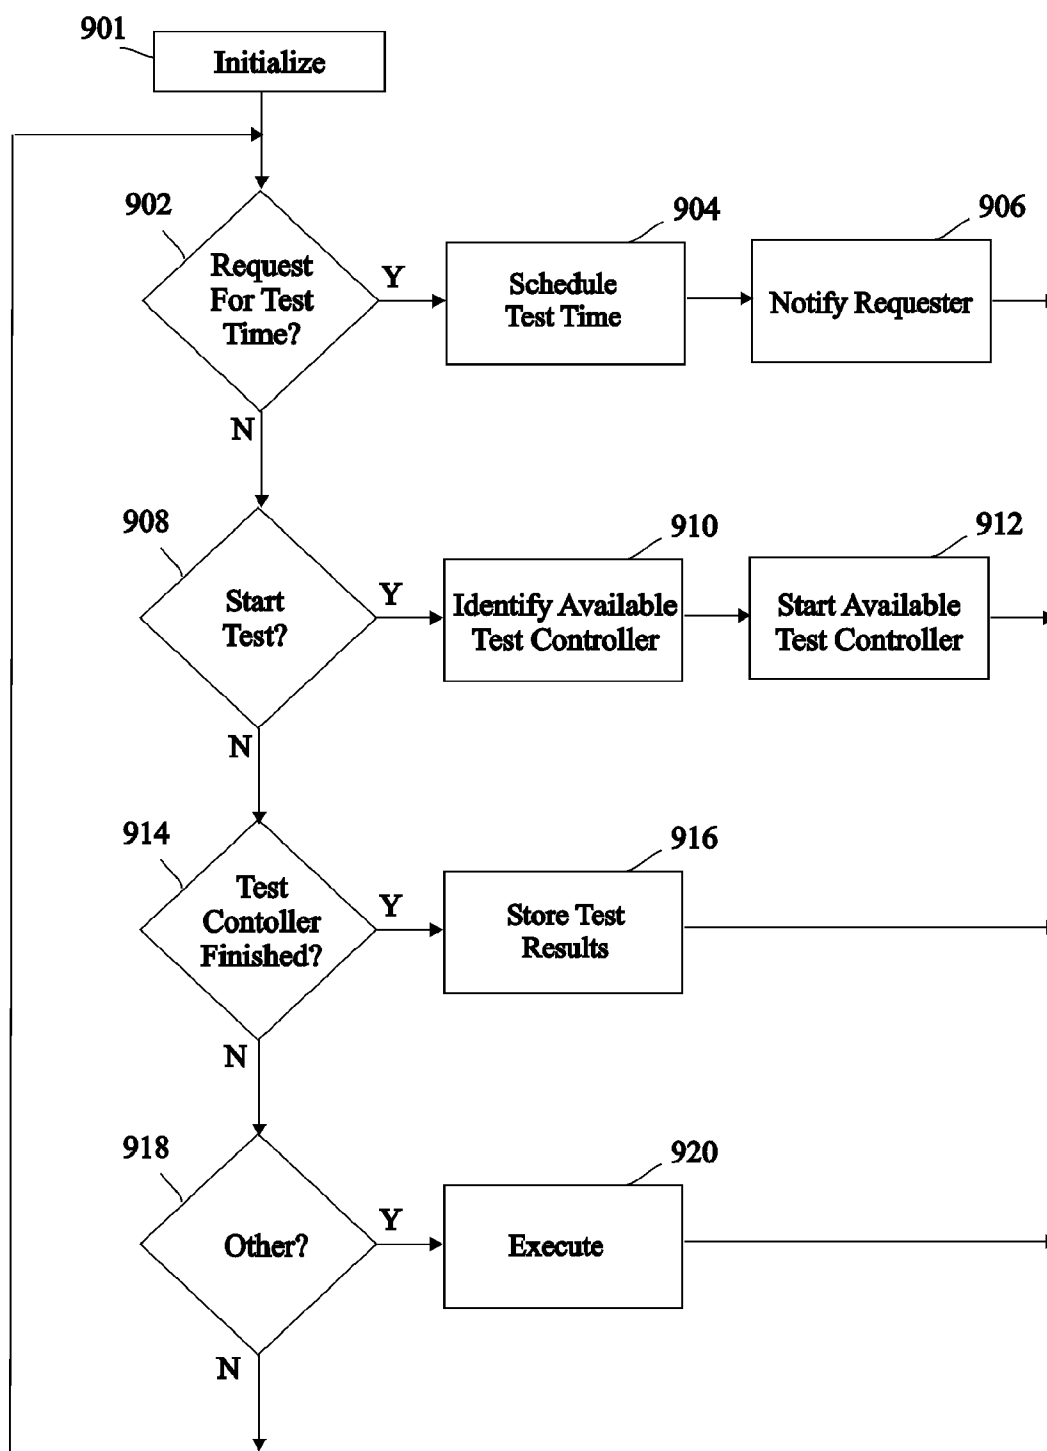 901
Initialize
902
Request
For Test
Time?
Y
904
Schedule
Test Time
906
Notify Requester
N
908
Start
Test?
Y
910
Identify Available
Test Controller
912
Start Available
Test Controller
N
914
Test
Contoller
Finished?
Y
916
Store Test
Results
N
918
Other?
Y
920
Execute
N